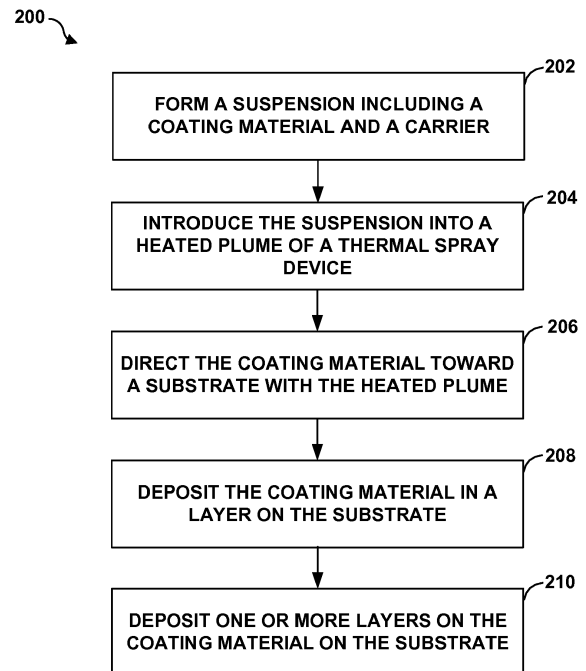 200
202
FORM A SUSPENSION INCLUDING A
COATING MATERIAL AND A CARRIER
204
INTRODUCE THE SUSPENSION INTO A
HEATED PLUME OF A THERMAL SPRAY
DEVICE
206
DIRECT THE COATING MATERIAL TOWARD
A SUBSTRATE WITH THE HEATED PLUME
208
DEPOSIT THE COATING MATERIAL IN A
LAYER ON THE SUBSTRATE
210
DEPOSIT ONE OR MORE LAYERS ON THE
COATING MATERIAL ON THE SUBSTRATE